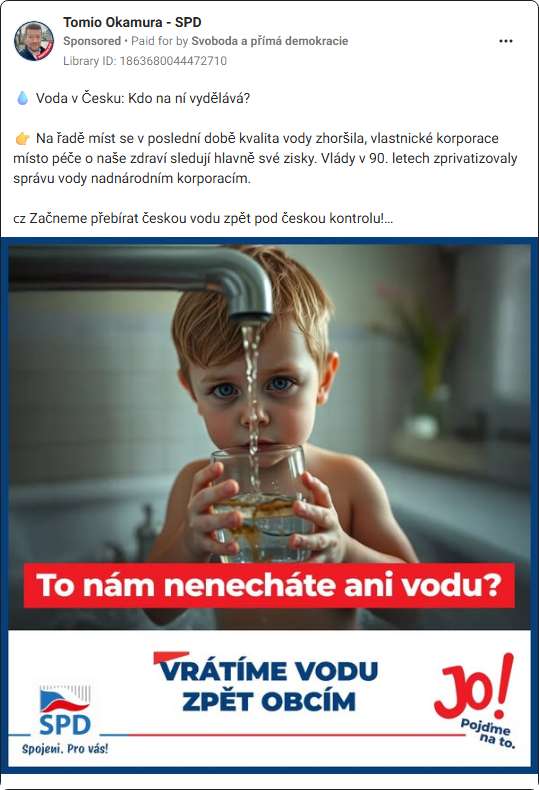 Tomio Okamura - SPD
Sponsored • Paid for by Svoboda a přímá demokracie
Library ID: 1863680044472710
💧 Voda v Česku: Kdo na ní vydělává?
👉 Na řadě míst se v poslední době kvalita vody zhoršila, vlastnické korporace
místo péče o naše zdraví sledují hlavně své zisky. Vlády v 90. letech zprivatizovaly
správu vody nadnárodním korporacím.
cz Začneme přebírat českou vodu zpět pod českou kontrolu!...
To nám nenecháte ani vodu?
VRÁTÍME VODU
ZPĚT OBCÍM
SPD
Spojeni. Pro vás!
Jo!
Pojďme
na to.